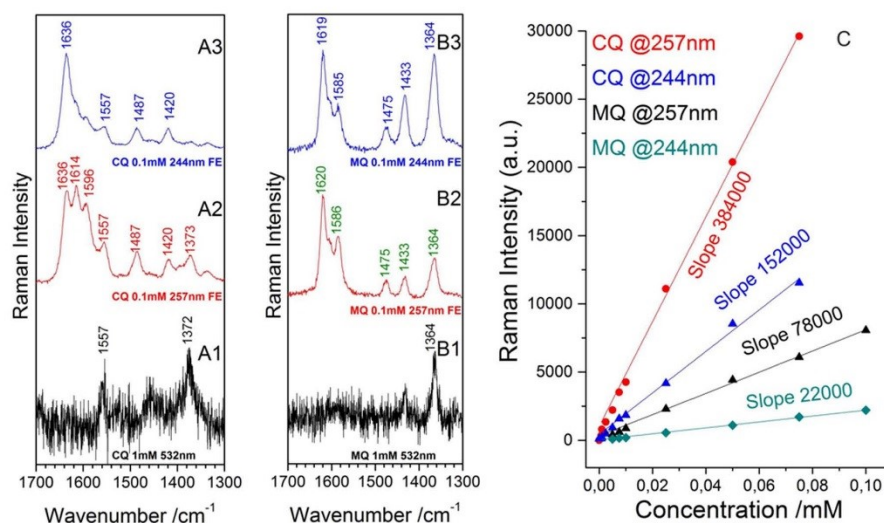 Raman Intensity
1636
A3
1557
1487
1420
CQ 0.1mM 244nm FE
1636
1614
1596
A2
1557
1487
1420
1373
CQ 0.1mM 257nm FE
A1
1557
1372
CQ 1mM 532nm
1700 1600 1500 1400 1300
Wavenumber /cm-1
Raman Intensity
1619
B3
1585
1475
1433
1364
MQ 0.1mM 244nm FE
1620
B2
1586
1475
1433
1364
MQ 0.1mM 257nm FE
B1
1364
MQ 1mM 532nm
1700 1600 1500 1400 1300
Wavenumber /cm-1
Raman Intensity (a.u.)
30000
25000
20000
15000
10000
5000
0
C
CQ @257nm
CQ @244nm
MQ @257nm
MQ @244nm
Slope 384000
Slope 152000
Slope 78000
Slope 22000
0,00 0,02 0,04 0,06 0,08 0,10
Concentration /mM